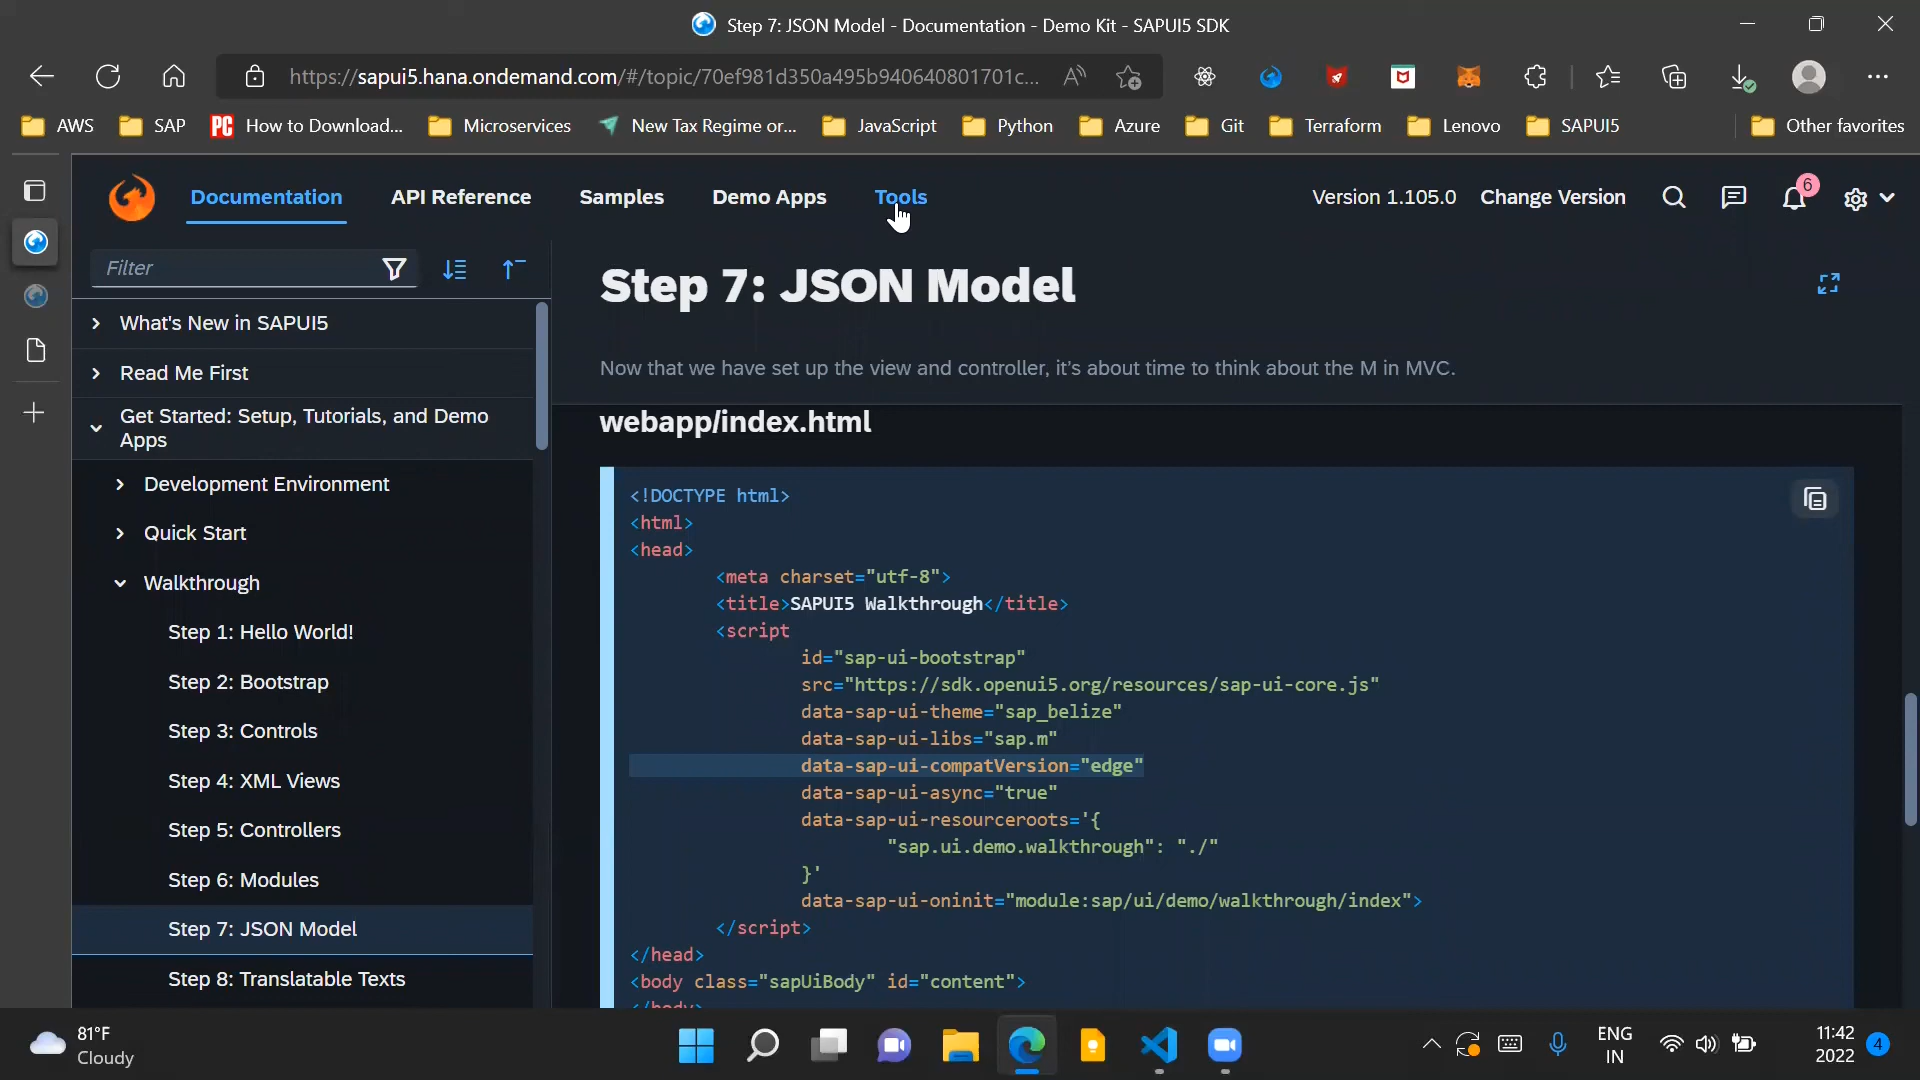 Step 7: JSON Model - Documentation - Demo Kit - SAPUI5 SDK
https://sapui5.hana.ondemand.com/#/topic/70ef981d350a495b940640801701c...
AWS SAP PC How to Download... Microservices New Tax Regime or... JavaScript Python Azure Git Terraform Lenovo SAPUI5 Other favorites
Documentation API Reference Samples Demo Apps Tools Version 1.105.0 Change Version 6
Filter
What's New in SAPUI5
Read Me First
Get Started: Setup, Tutorials, and Demo
Apps
Development Environment
Quick Start
Walkthrough
Step 1: Hello World!
Step 2: Bootstrap
Step 3: Controls
Step 4: XML Views
Step 5: Controllers
Step 6: Modules
Step 7: JSON Model
Step 8: Translatable Texts
Step 7: JSON Model
Now that we have set up the view and controller, it's about time to think about the M in MVC.
webapp/index.html
<!DOCTYPE html>
<html>
<head>
<meta charset="utf-8">
<title>SAPUI5 Walkthrough</title>
<script
id="sap-ui-bootstrap"
src="https://sdk.openui5.org/resources/sap-ui-core.js"
data-sap-ui-theme="sap_belize"
data-sap-ui-libs="sap.m"
data-sap-ui-compatVersion="edge"
data-sap-ui-async="true"
data-sap-ui-resourceroots='{
"sap.ui.demo.walkthrough": "./"
}'
data-sap-ui-oninit="module:sap/ui/demo/walkthrough/index">
</script>
</head>
<body class="sapUiBody" id="content">
</body>
81°F
Cloudy
ENG
IN
11:42
2022
4